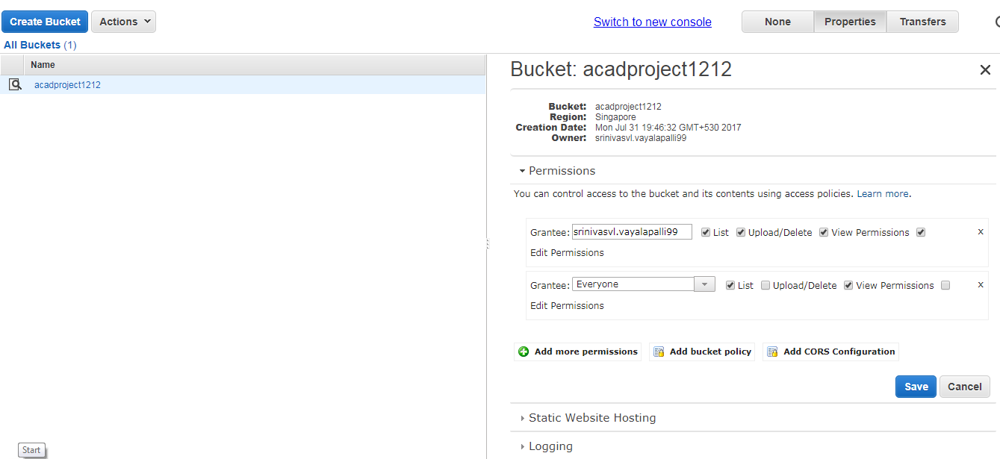 Create Bucket
Actions
Switch to new console
None
Properties
Transfers
All Buckets (1)
Name
acadproject1212
Bucket: acadproject1212
Bucket: acadproject1212
Region: Singapore
Creation Date: Mon Jul 31 19:46:32 GMT+530 2017
Owner: srinivasvl.vayalapalli99
Permissions
You can control access to the bucket and its contents using access policies. Learn more.
Grantee: srinivasvl.vayalapalli99 List Upload/Delete View Permissions x
Edit Permissions
Grantee: Everyone List Upload/Delete View Permissions x
Edit Permissions
Add more permissions
Add bucket policy
Add CORS Configuration
Save
Cancel
Static Website Hosting
Logging
Start